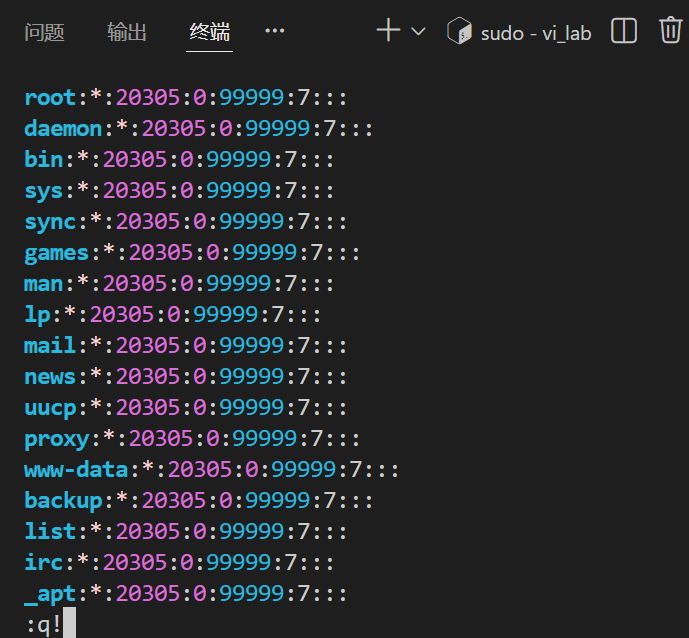 问题 输出 终端 ··· sudo - vi_lab
root:*:20305:0:99999:7:::
daemon:*:20305:0:99999:7:::
bin:*:20305:0:99999:7:::
sys:*:20305:0:99999:7:::
sync:*:20305:0:99999:7:::
games:*:20305:0:99999:7:::
man:*:20305:0:99999:7:::
lp:*:20305:0:99999:7:::
mail:*:20305:0:99999:7:::
news:*:20305:0:99999:7:::
uucp:*:20305:0:99999:7:::
proxy:*:20305:0:99999:7:::
www-data:*:20305:0:99999:7:::
backup:*:20305:0:99999:7:::
list:*:20305:0:99999:7:::
irc:*:20305:0:99999:7:::
_apt:*:20305:0:99999:7:::
:q!